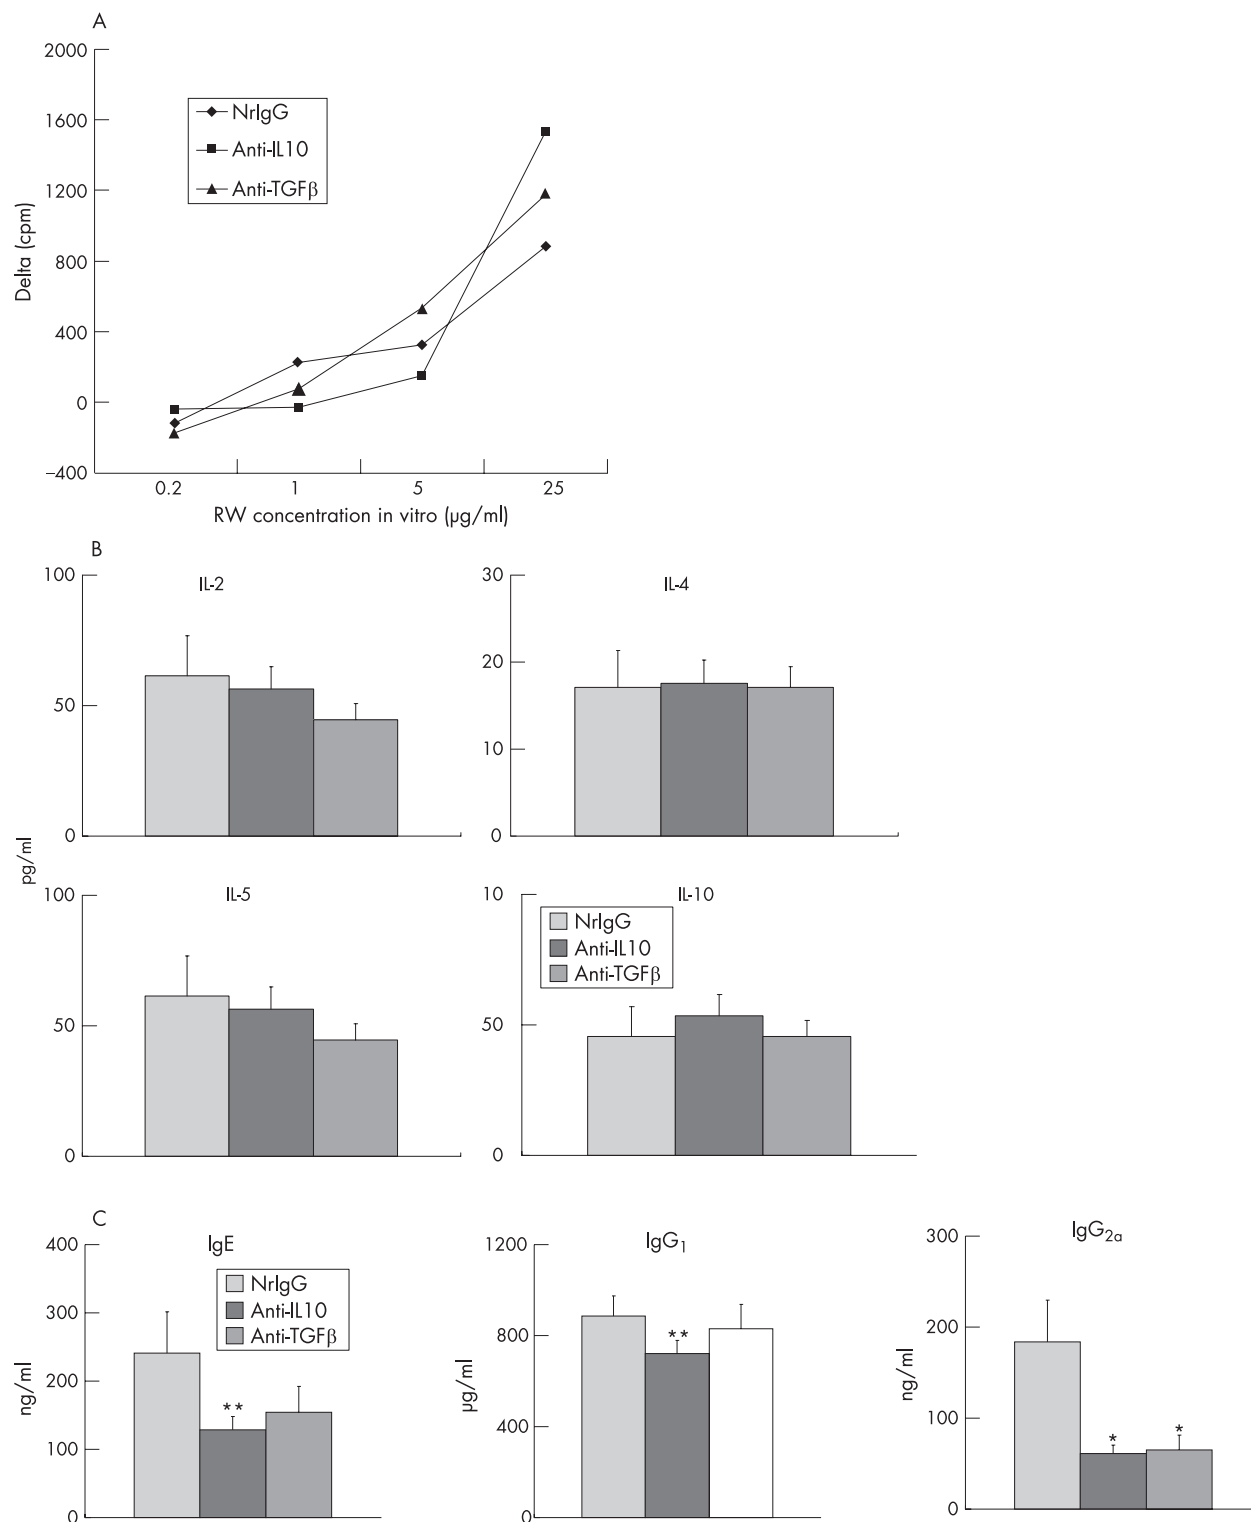 A
2000
1600
1200
800
400
0
–400
Delta (cpm)
NrIgG
Anti-IL10
Anti-TGFβ
0.2 1 5 25
RW concentration in vitro (µg/ml)
B
pg/ml
IL-2
100
50
0
IL-4
30
20
10
0
IL-5
100
50
0
IL-10
10
50
0
NrIgG
Anti-IL10
Anti-TGFβ
C
IgE
400
300
200
100
0
ng/ml
NrIgG
Anti-IL10
Anti-TGFβ
**
IgG1
1200
800
400
0
µg/ml
**
IgG2a
300
200
100
0
ng/ml
* *